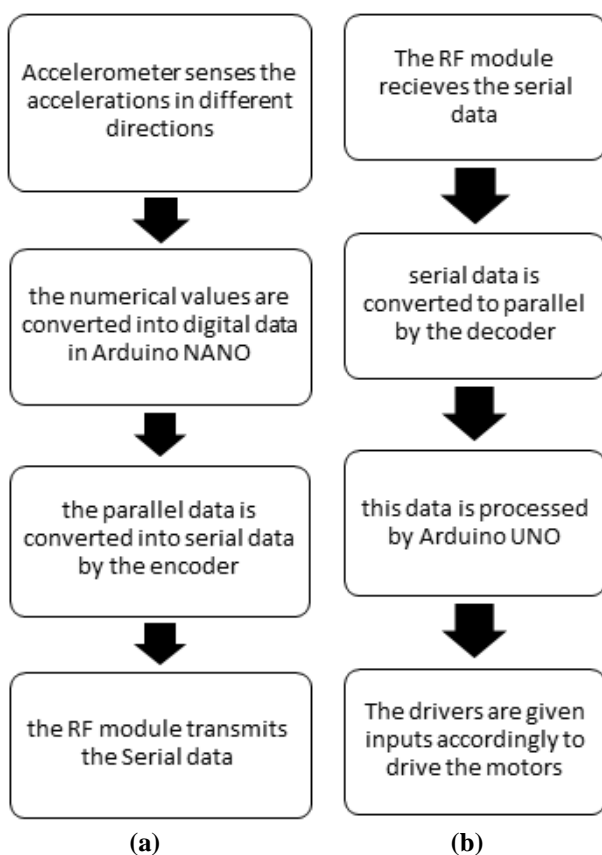 Accelerometer senses the
accelerations in different
directions
the numerical values are
converted into digital data
in Arduino NANO
the parallel data is
converted into serial data
by the encoder
the RF module transmits
the Serial data
(a)
The RF module
recieves the serial
data
serial data is
converted to parallel
by the decoder
this data is processed
by Arduino UNO
The drivers are given
inputs accordingly to
drive the motors
(b)